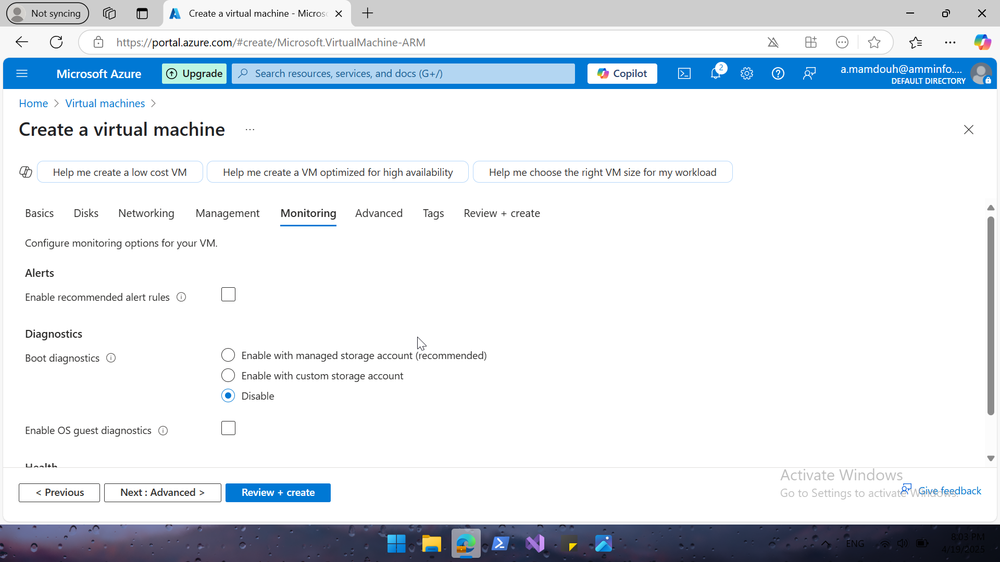 Not syncing
Create a virtual machine - Micros
https://portal.azure.com/#create/Microsoft.VirtualMachine-ARM
Microsoft Azure
Upgrade
Search resources, services, and docs (G+/)
Copilot
2
a.mamdouh@amminfo....
DEFAULT DIRECTORY
Home > Virtual machines >
Create a virtual machine ...
Help me create a low cost VM
Help me create a VM optimized for high availability
Help me choose the right VM size for my workload
Basics Disks Networking Management Monitoring Advanced Tags Review + create
Configure monitoring options for your VM.
Alerts
Enable recommended alert rules
Diagnostics
Boot diagnostics
Enable with managed storage account (recommended)
Enable with custom storage account
Disable
Enable OS guest diagnostics
Health
< Previous
Next : Advanced >
Review + create
Activate Windows
Go to Settings to activate Windows.
Give feedback
ENG
8:03 PM
4/19/2025